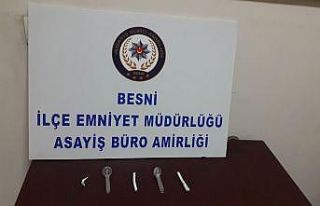 BESNİ
İLÇE EMNİYET MÜDÜRLÜĞÜ
ASAYİŞ BÜRO AMİRLİĞİ